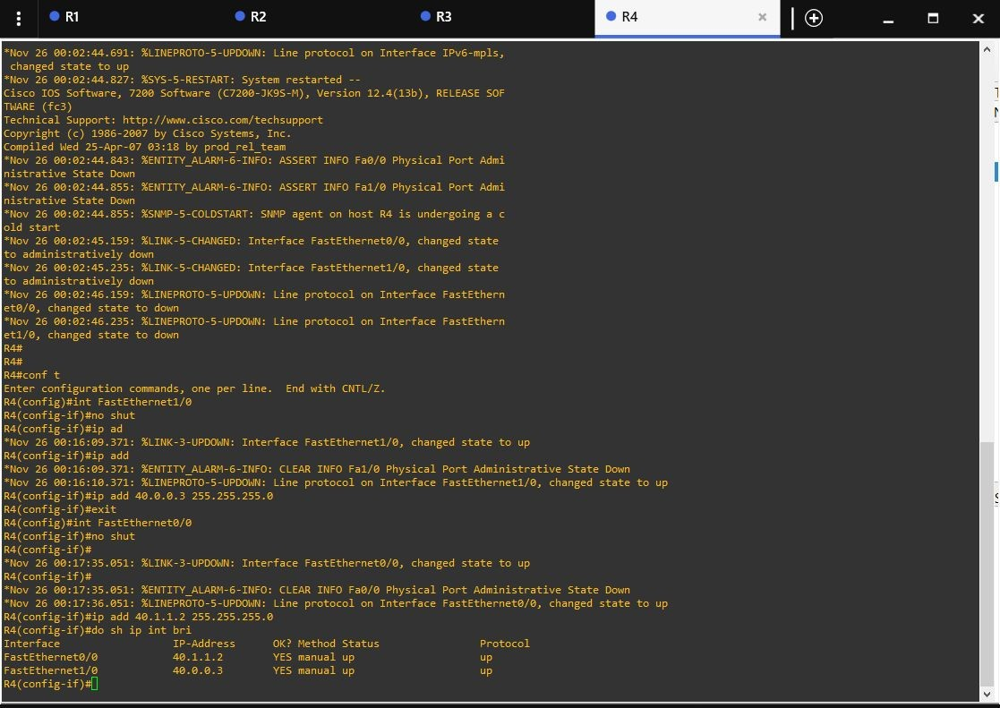 R1
R2
R3
R4
*Nov 26 00:02:44.691: %LINEPROTO-5-UPDOWN: Line protocol on Interface IPv6-mpls,
 changed state to up
*Nov 26 00:02:44.827: %SYS-5-RESTART: System restarted --
Cisco IOS Software, 7200 Software (C7200-JK9S-M), Version 12.4(13b), RELEASE SOF
TWARE (fc3)
Technical Support: http://www.cisco.com/techsupport
Copyright (c) 1986-2007 by Cisco Systems, Inc.
Compiled Wed 25-Apr-07 03:18 by prod_rel_team
*Nov 26 00:02:44.843: %ENTITY_ALARM-6-INFO: ASSERT INFO Fa0/0 Physical Port Admi
nistrative State Down
*Nov 26 00:02:44.855: %ENTITY_ALARM-6-INFO: ASSERT INFO Fa1/0 Physical Port Admi
nistrative State Down
*Nov 26 00:02:44.855: %SNMP-5-COLDSTART: SNMP agent on host R4 is undergoing a c
old start
*Nov 26 00:02:45.159: %LINK-5-CHANGED: Interface FastEthernet0/0, changed state
to administratively down
*Nov 26 00:02:45.235: %LINK-5-CHANGED: Interface FastEthernet1/0, changed state
to administratively down
*Nov 26 00:02:46.159: %LINEPROTO-5-UPDOWN: Line protocol on Interface FastEthern
et0/0, changed state to down
*Nov 26 00:02:46.235: %LINEPROTO-5-UPDOWN: Line protocol on Interface FastEthern
et1/0, changed state to down
R4#
R4#
R4#conf t
Enter configuration commands, one per line.  End with CNTL/Z.
R4(config)#int FastEthernet1/0
R4(config-if)#no shut
R4(config-if)#ip ad
*Nov 26 00:16:09.371: %LINK-3-UPDOWN: Interface FastEthernet1/0, changed state to up
R4(config-if)#ip add
*Nov 26 00:16:09.371: %ENTITY_ALARM-6-INFO: CLEAR INFO Fa1/0 Physical Port Administrative State Down
*Nov 26 00:16:10.371: %LINEPROTO-5-UPDOWN: Line protocol on Interface FastEthernet1/0, changed state to up
R4(config-if)#ip add 40.0.0.3 255.255.255.0
R4(config-if)#exit
R4(config)#int FastEthernet0/0
R4(config-if)#no shut
R4(config-if)#
*Nov 26 00:17:35.051: %LINK-3-UPDOWN: Interface FastEthernet0/0, changed state to up
R4(config-if)#
*Nov 26 00:17:35.051: %ENTITY_ALARM-6-INFO: CLEAR INFO Fa0/0 Physical Port Administrative State Down
*Nov 26 00:17:36.051: %LINEPROTO-5-UPDOWN: Line protocol on Interface FastEthernet0/0, changed state to up
R4(config-if)#ip add 40.1.1.2 255.255.255.0
R4(config-if)#do sh ip int bri
Interface                  IP-Address      OK? Method Status                Protocol
FastEthernet0/0            40.1.1.2        YES manual up                    up
FastEthernet1/0            40.0.0.3        YES manual up                    up
R4(config-if)#